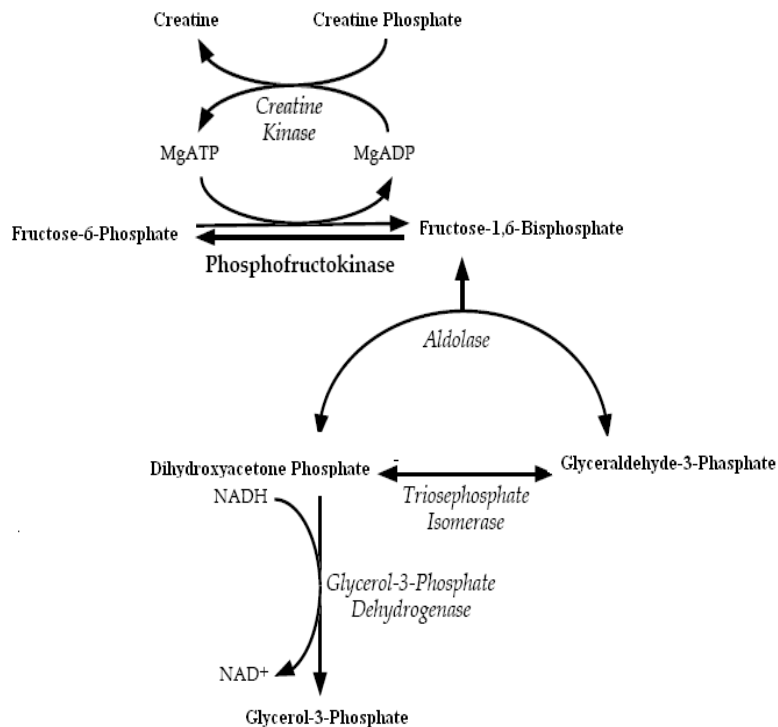 Creatine Creatine Phosphate
Creatine
Kinase
MgATP MgADP
Fructose-6-Phosphate Fructose-1,6-Bisphosphate
Phosphofructokinase
Aldolase
Dihydroxyacetone Phosphate Glyceraldehyde-3-Phasphate
NADH
Triosephosphate
Isomerase
Glycerol-3-Phosphate
Dehydrogenase
NAD+
Glycerol-3-Phosphate